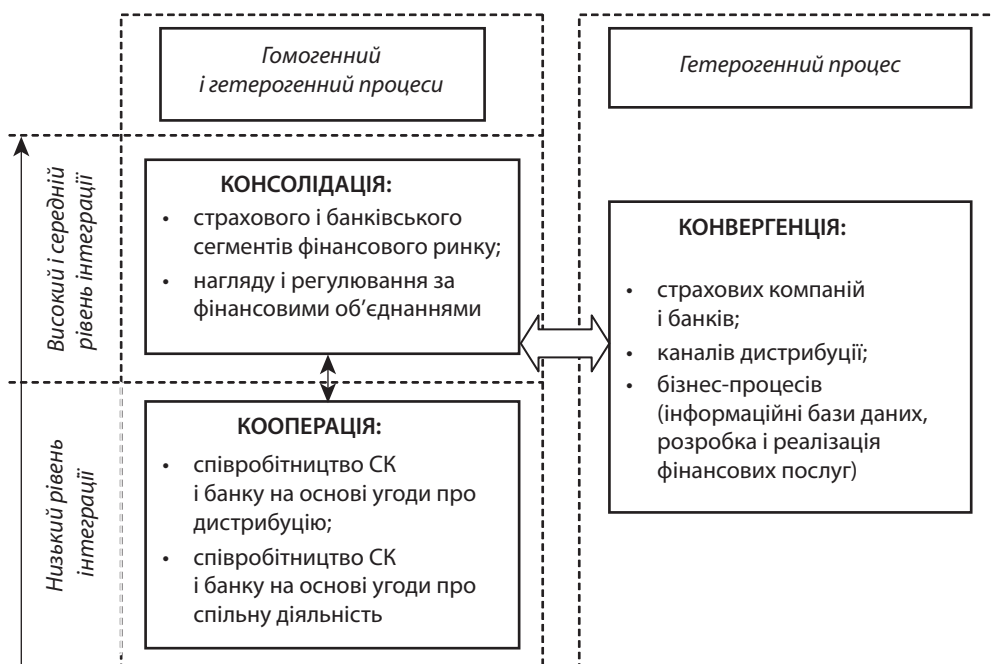 Гомогенний
і гетерогенний процеси
Гетерогенний процес
Високий і середній
рівень інтеграції
КОНСОЛІДАЦІЯ:
• страхового і банківського
сегментів фінансового ринку;
• нагляду і регулювання за
фінансовими об’єднаннями
КОНВЕРГЕНЦІЯ:
• страхових компаній
і банків;
• каналів дистрибуції;
• бізнес-процесів
(інформаційні бази даних,
розробка і реалізація
фінансових послуг)
Низький рівень
інтеграції
КООПЕРАЦІЯ:
• співробітництво СК
і банку на основі угоди про
дистрибуцію;
• співробітництво СК
і банку на основі угоди про
спільну діяльність